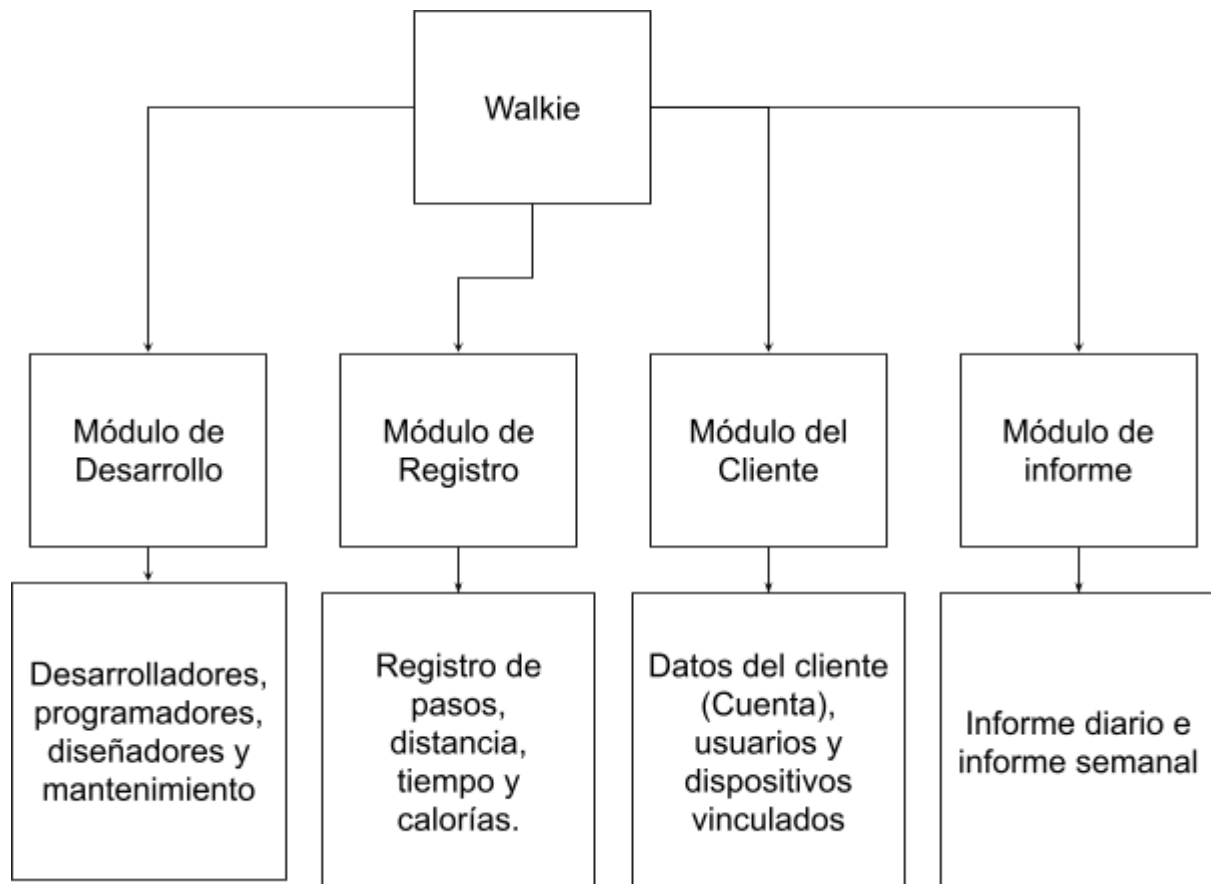 Walkie
Módulo de
Desarrollo
Módulo de
Registro
Módulo del
Cliente
Módulo de
informe
Desarrolladores,
programadores,
diseñadores y
mantenimiento
Registro de
pasos,
distancia,
tiempo y
calorías.
Datos del cliente
(Cuenta),
usuarios y
dispositivos
vinculados
Informe diario e
informe semanal